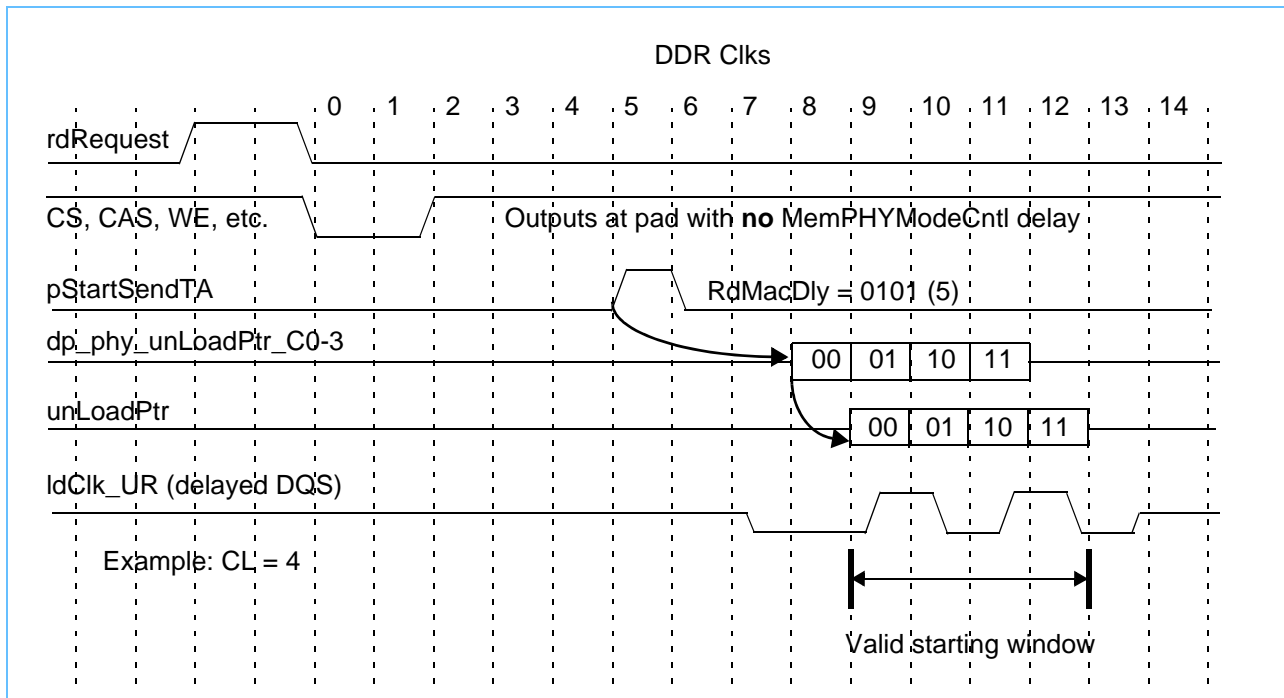 DDR Clks
0 1 2 3 4 5 6 7 8 9 10 11 12 13 14
rdRequest
CS, CAS, WE, etc. Outputs at pad with no MemPHYModeCntl delay
pStartSendTA RdMacDly = 0101 (5)
dp_phy_unLoadPtr_C0-3
00 01 10 11
unLoadPtr
00 01 10 11
ldClk_UR (delayed DQS)
Example: CL = 4
Valid starting window